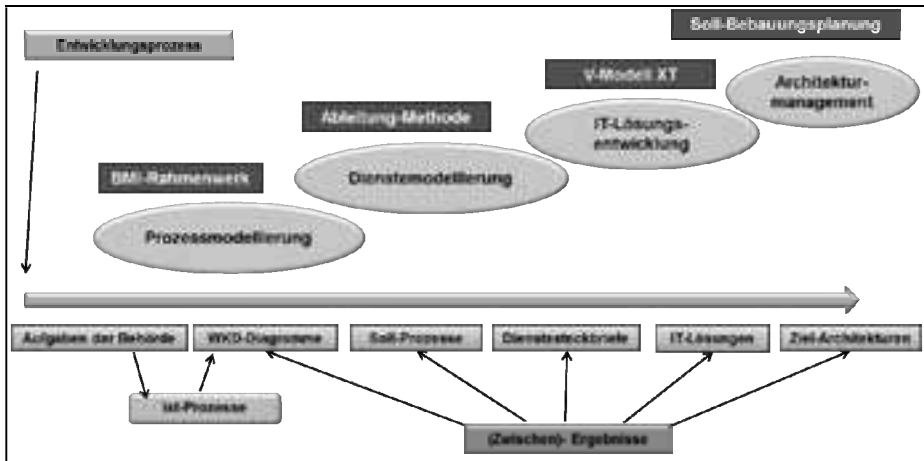 Soll-Bebauungsplanung
Entwicklungsprozess
V-Modell XT
Architektur-
management
Ableitung-Methode
IT-Lösungs-
entwicklung
BMI-Rahmenwerk
Dienstemodellierung
Prozessmodellierung
Aufgaben der Behörde
WKD-Diagramme
Soll-Prozesse
Dienststeckbriefe
IT-Lösungen
Ziel-Architekturen
Ist-Prozesse
(Zwischen)- Ergebnisse